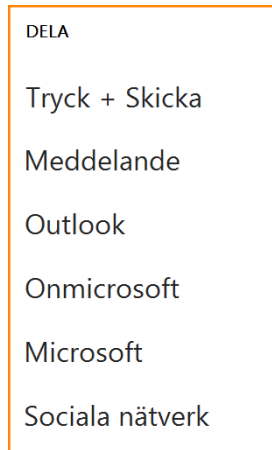 DELA
Tryck + Skicka
Meddelande
Outlook
Onmicrosoft
Microsoft
Sociala nätverk